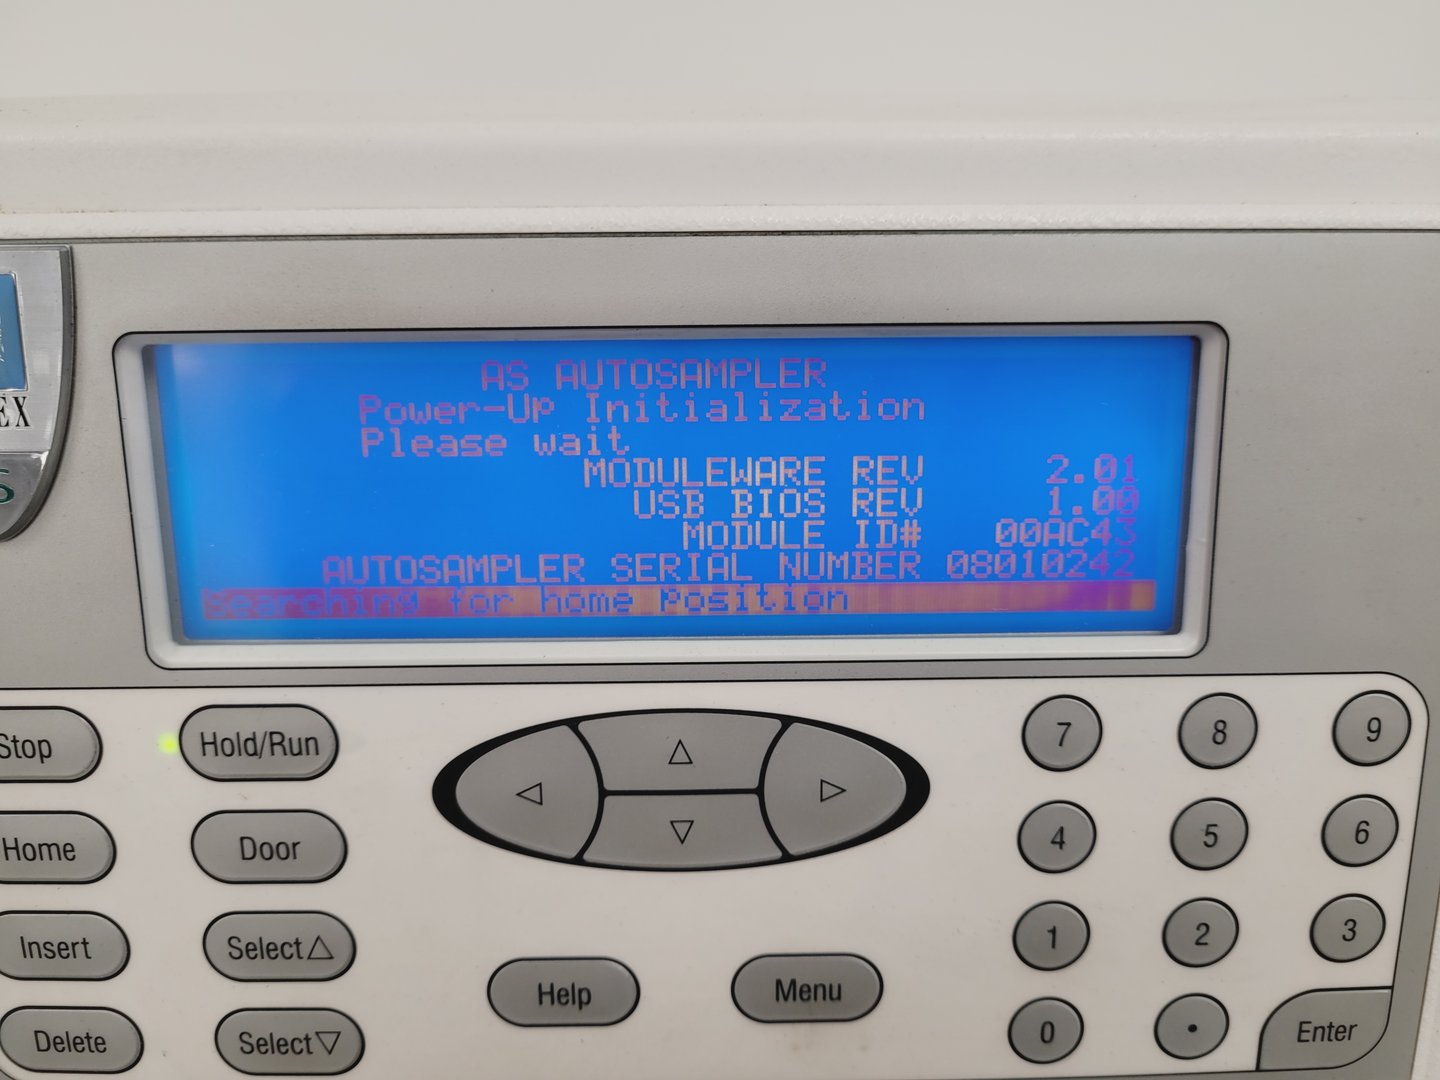 AS AUTOSAMPLER
Power-Up Initialization
Please wait
MODULEWARE REV 2.01
USB BIOS REV 1.00
MODULE ID# 00AC43
AUTOSAMPLER SERIAL NUMBER 08010242
Searching for home Position
EX
S
Stop
Hold/Run
7
8
9
Home
Door
4
5
6
Insert
Select△
1
2
3
Help
Menu
Delete
Select▽
0
.
Enter